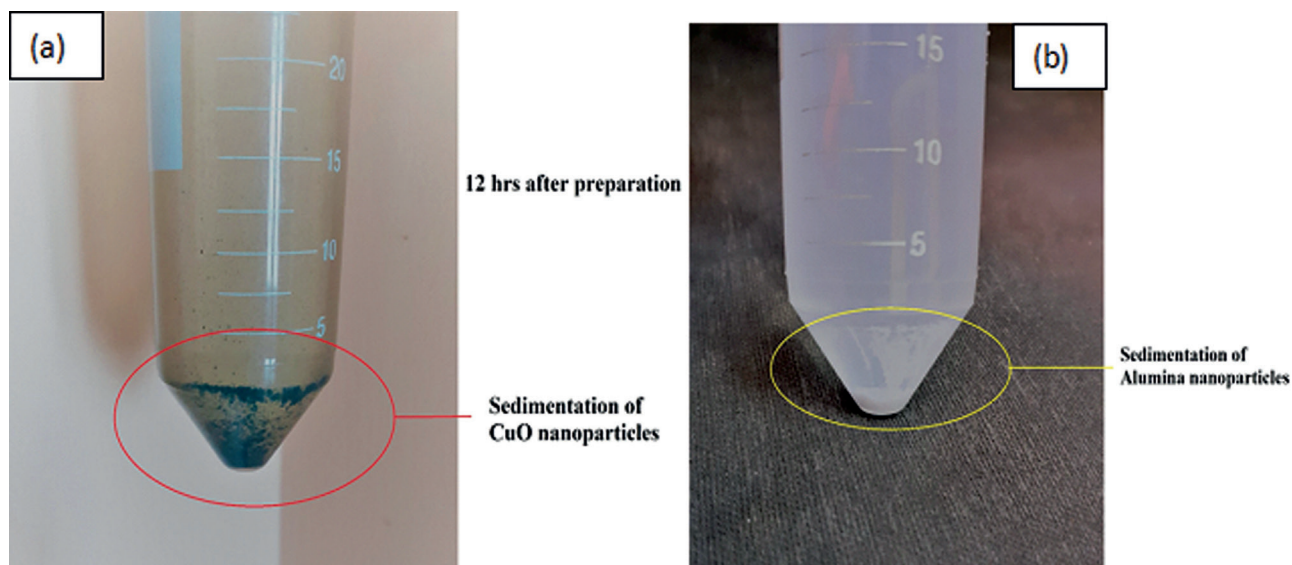 (a)
20
15
10
5
12 hrs after preparation
Sedimentation of
CuO nanoparticles
(b)
15
10
5
Sedimentation of
Alumina nanoparticles